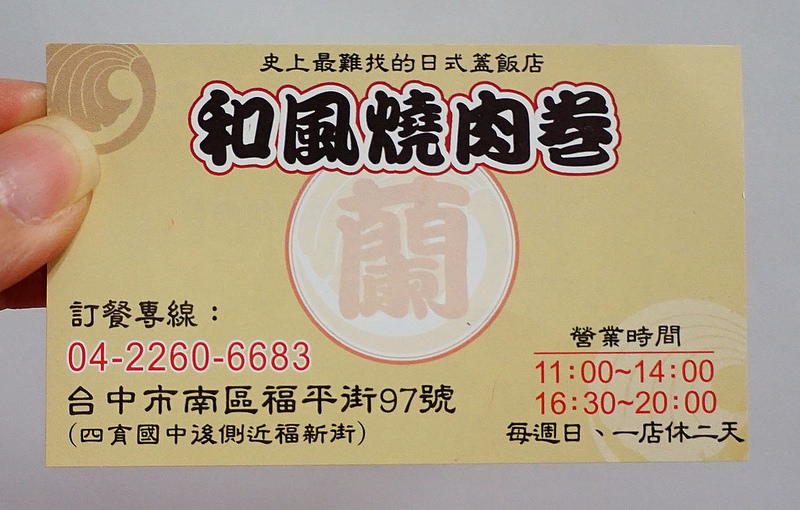 史上最難找的日式蓋飯店
和風燒肉卷
蘭
訂餐專線：
04-2260-6683
台中市南區福平街97號
(四育國中後側近福新街)
營業時間
11:00~14:00
16:30~20:00
每週日、一店休二天